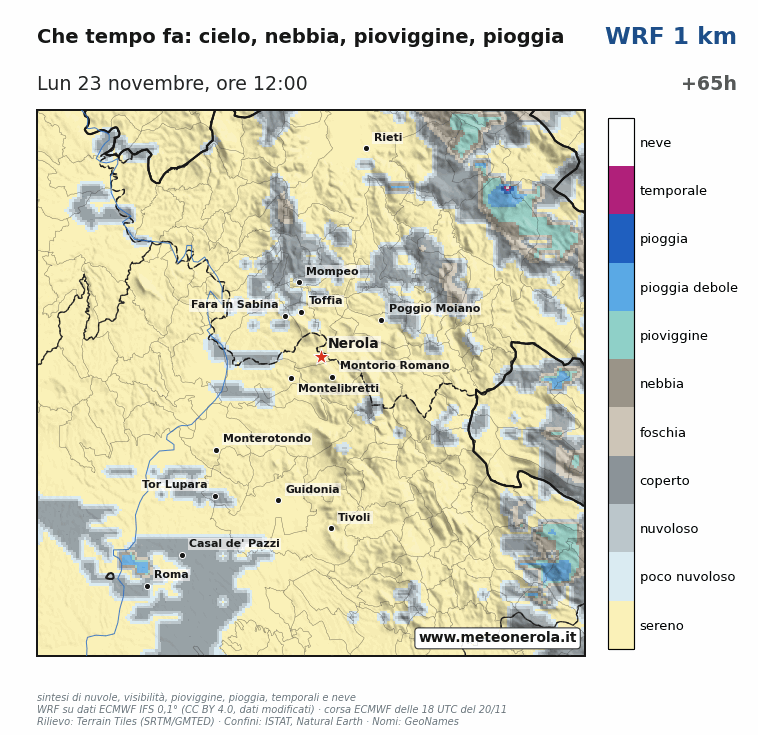 Che tempo fa: cielo, nebbia, pioviggine, pioggia
WRF 1 km
Lun 23 novembre, ore 12:00
+65h
Rieti
Mompeo
Fara in Sabina
Toffia
Poggio Moiano
Nerola
Montorio Romano
Montelibretti
Monterotondo
Tor Lupara
Guidonia
Tivoli
Casal de' Pazzi
Roma
www.meteonerola.it
neve
temporale
pioggia
pioggia debole
pioviggine
nebbia
foschia
coperto
nuvoloso
poco nuvoloso
sereno
sintesi di nuvole, visibilità, pioviggine, pioggia, temporali e neve
WRF su dati ECMWF IFS 0,1° (CC BY 4.0, dati modificati) · corsa ECMWF delle 18 UTC del 20/11
Rilievo: Terrain Tiles (SRTM/GMTED) · Confini: ISTAT, Natural Earth · Nomi: GeoNames